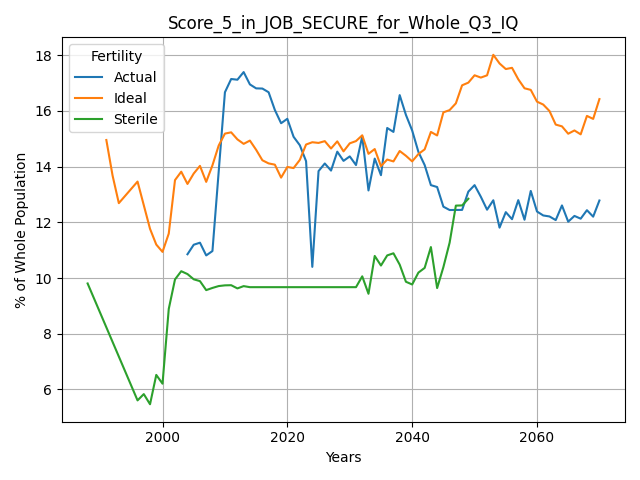 Score_5_in_JOB_SECURE_for_Whole_Q3_IQ
Fertility
Actual
Ideal
Sterile
% of Whole Population
18
16
14
12
10
8
6
2000
2020
2040
2060
Years